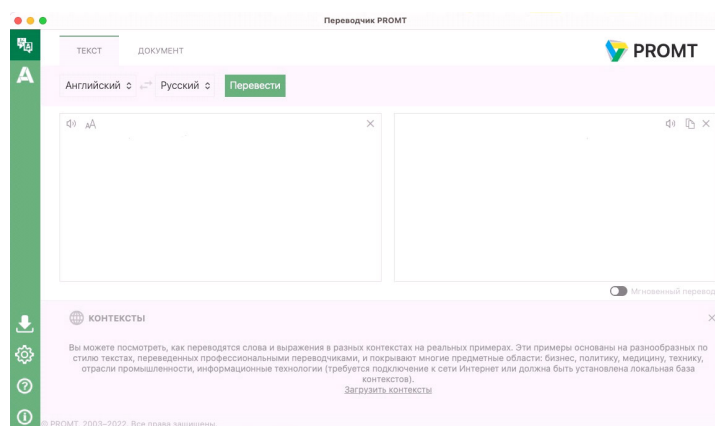 Переводчик PROMT
ТЕКСТ ДОКУМЕНТ
PROMT
Английский Русский Перевести
Мгновенный перевод
КОНТЕКСТЫ
Вы можете посмотреть, как переводятся слова и выражения в разных контекстах на реальных примерах. Эти примеры основаны на разнообразных по
стилю текстах, переведенных профессиональными переводчиками, и покрывают многие предметные области: бизнес, политику, медицину, технику,
отрасли промышленности, информационные технологии (требуется подключение к сети Интернет или должна быть установлена локальная база
контекстов).
Загрузить контексты
© PROMT, 2003–2022. Все права защищены.